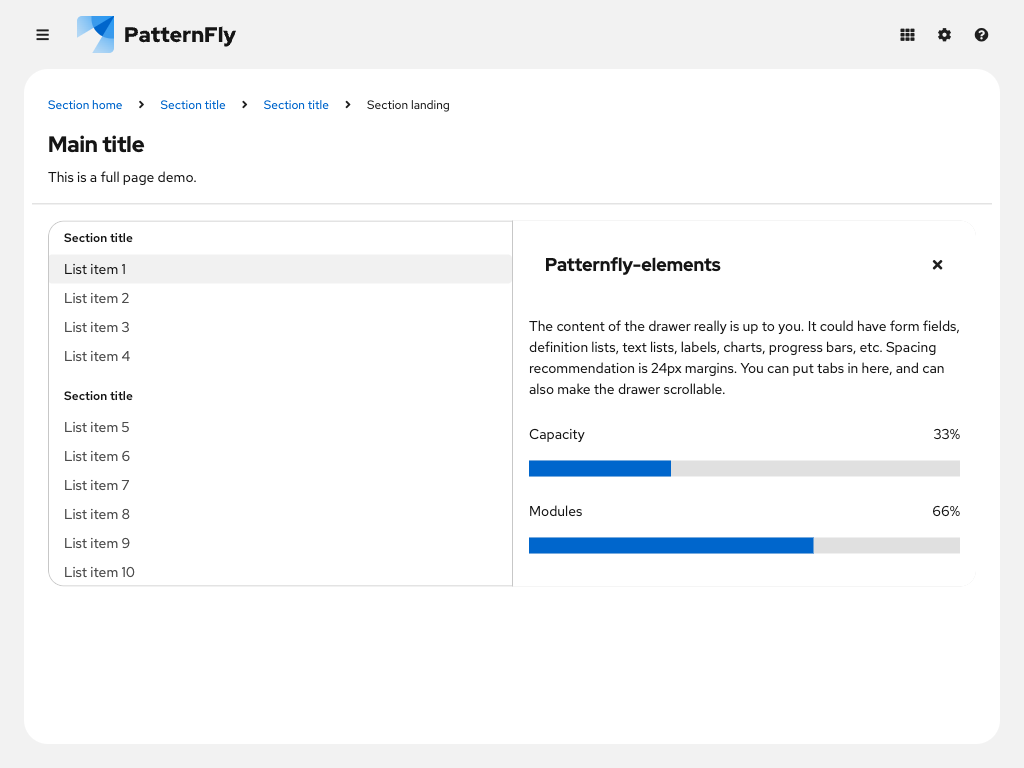 PatternFly
Section home
Section title
Section title
Section landing
Main title
This is a full page demo.
Section title
List item 1
List item 2
List item 3
List item 4
Section title
List item 5
List item 6
List item 7
List item 8
List item 9
List item 10
Patternfly-elements
The content of the drawer really is up to you. It could have form fields,
definition lists, text lists, labels, charts, progress bars, etc. Spacing
recommendation is 24px margins. You can put tabs in here, and can
also make the drawer scrollable.
Capacity 33%
Modules 66%